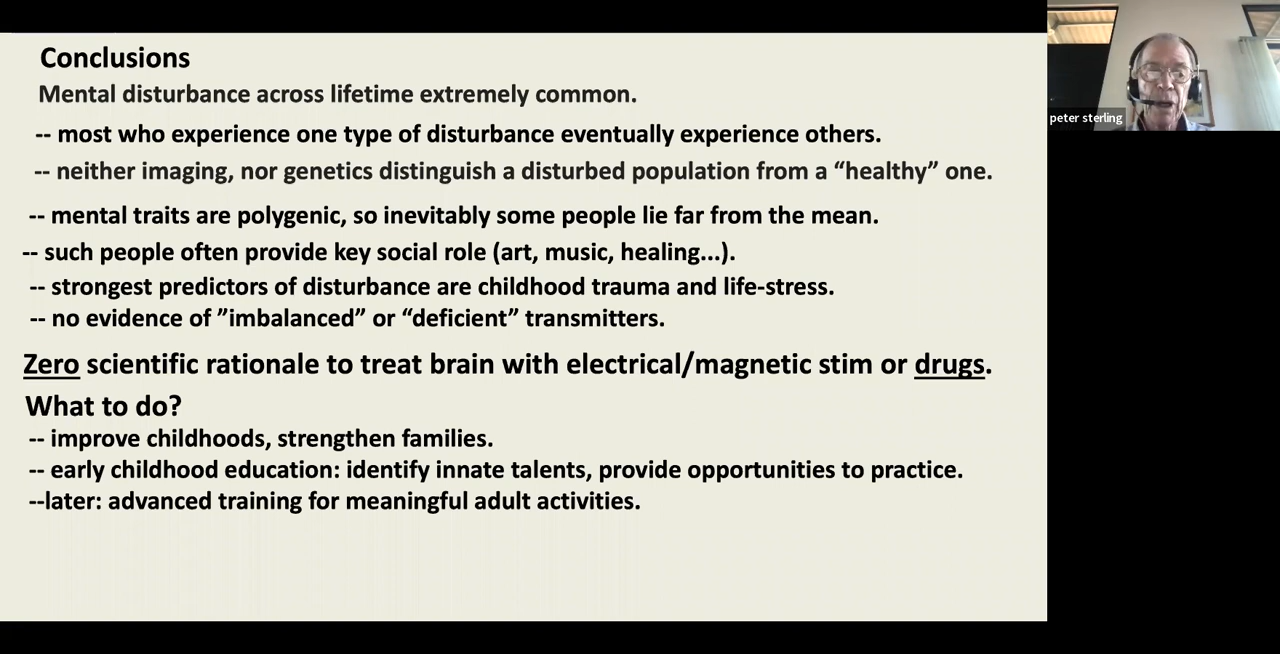 Conclusions
Mental disturbance across lifetime extremely common.
-- most who experience one type of disturbance eventually experience others.
-- neither imaging, nor genetics distinguish a disturbed population from a “healthy” one.
-- mental traits are polygenic, so inevitably some people lie far from the mean.
-- such people often provide key social role (art, music, healing...).
-- strongest predictors of disturbance are childhood trauma and life-stress.
-- no evidence of ”imbalanced” or “deficient” transmitters.
Zero scientific rationale to treat brain with electrical/magnetic stim or drugs.
What to do?
-- improve childhoods, strengthen families.
-- early childhood education: identify innate talents, provide opportunities to practice.
--later: advanced training for meaningful adult activities.
peter sterling